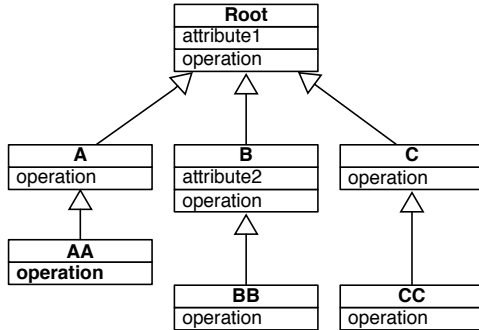 Root
attribute1
operation
A
operation
B
attribute2
operation
C
operation
AA
operation
BB
operation
CC
operation